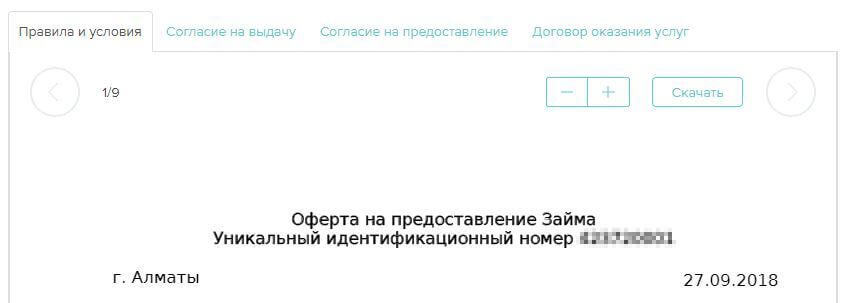 Правила и условия Согласие на выдачу Согласие на предоставление Договор оказания услуг
1/9 Скачать
Оферта на предоставление Займа
Уникальный идентификационный номер
г. Алматы 27.09.2018